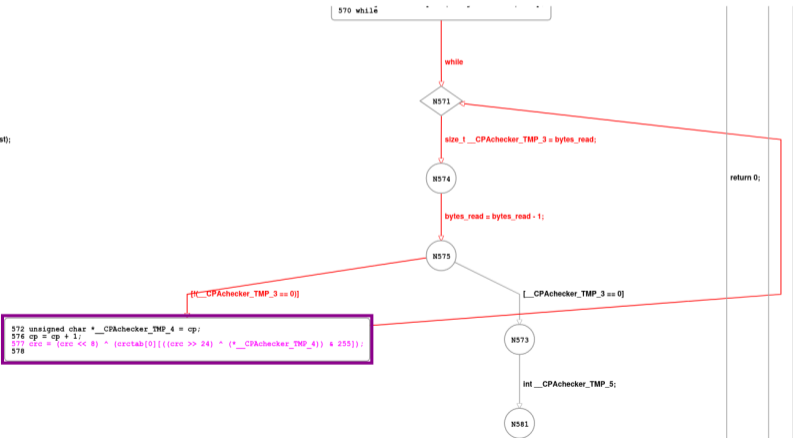 570 while
while
N571
size_t __CPAchecker_TMP_3 = bytes_read;
st);
N574
return 0;
bytes_read = bytes_read - 1;
N575
[!(__CPAchecker_TMP_3 == 0)]
[__CPAchecker_TMP_3 == 0]
572 unsigned char *__CPAchecker_TMP_4 = cp;
576 cp = cp + 1;
577 crc = (crc << 8) ^ (crctab[0][((crc >> 24) ^ (*__CPAchecker_TMP_4)) & 255]);
578
N573
int __CPAchecker_TMP_5;
N581